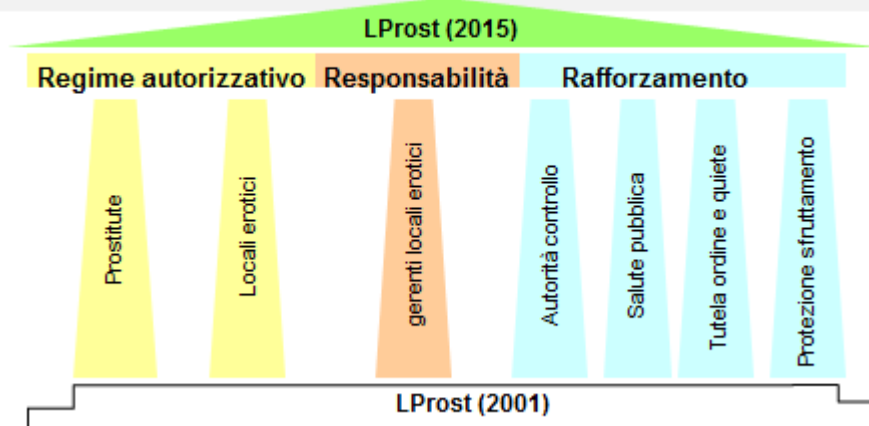 LProst (2015)
Regime autorizzativo
Responsabilità
Rafforzamento
Prostitute
Locali erotici
gerenti locali erotici
Autorità controllo
Salute pubblica
Tutela ordine e quiete
Protezione sfruttamento
LProst (2001)